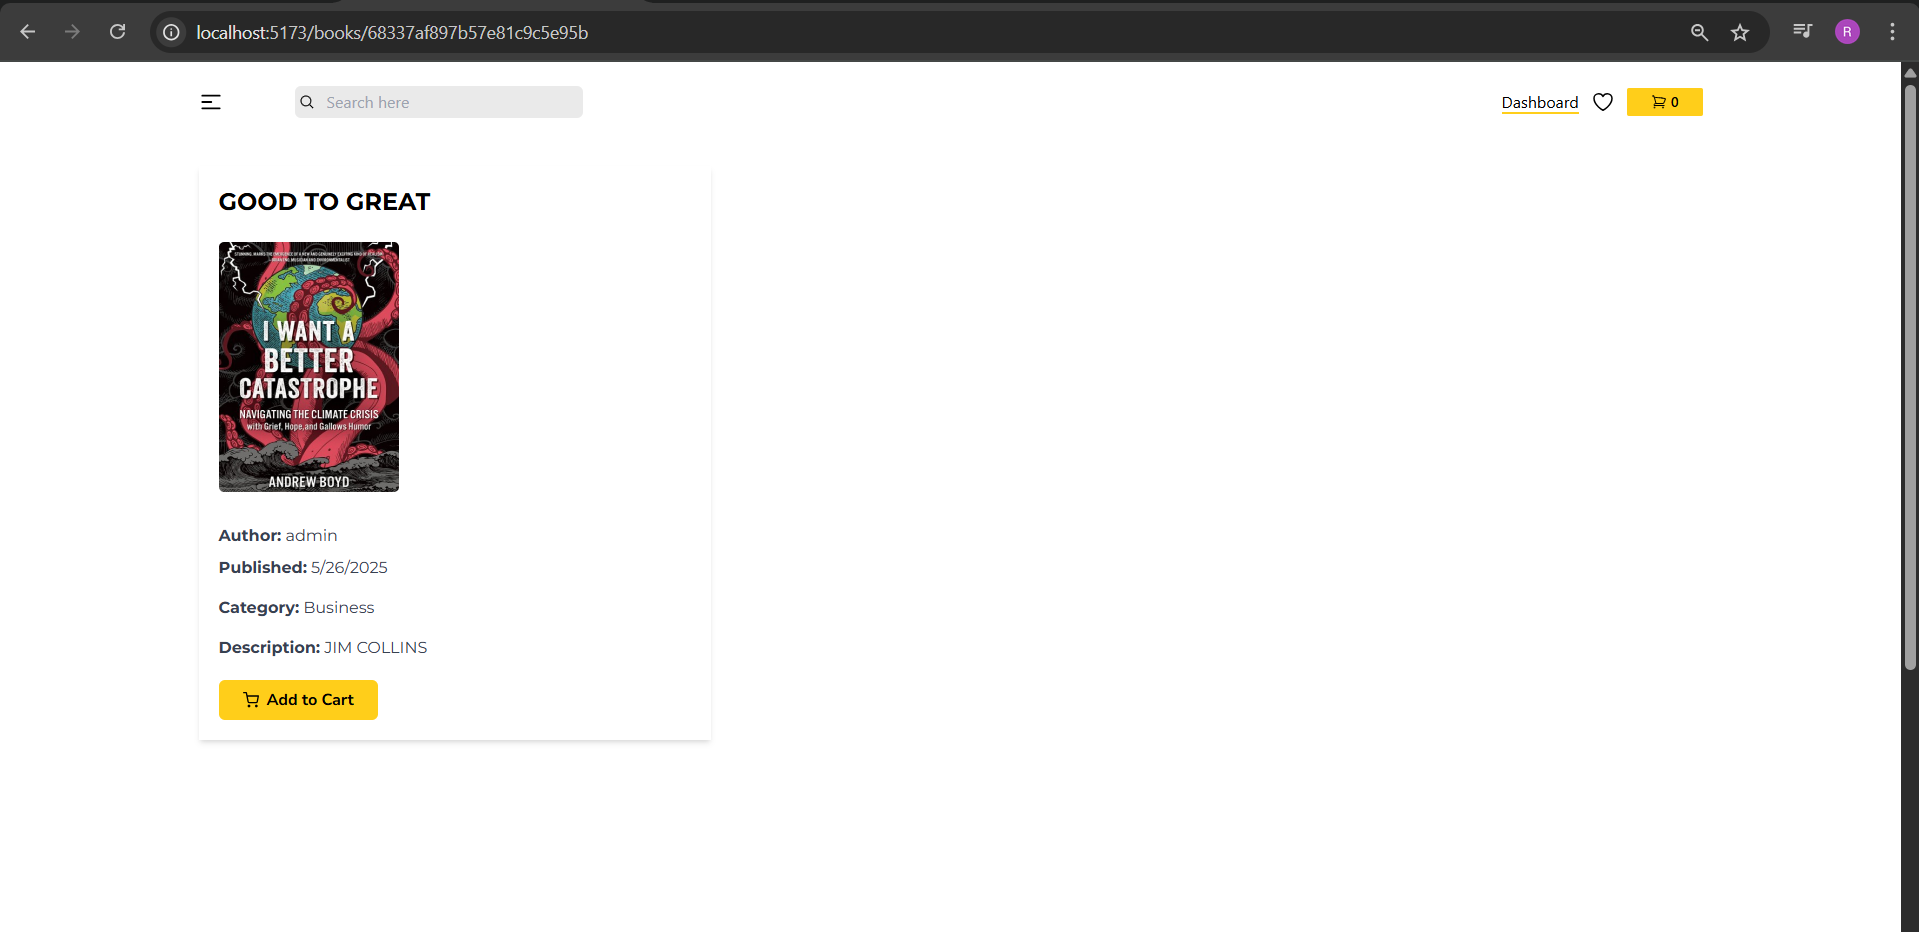 localhost:5173/books/68337af897b57e81c9c5e95b
R
Search here
Dashboard
0
GOOD TO GREAT
I WANT A
BETTER
CATASTROPHE
NAVIGATING THE CLIMATE CRISIS
with Grief, Hope, and Gallows Humor
ANDREW BOYD
Author: admin
Published: 5/26/2025
Category: Business
Description: JIM COLLINS
Add to Cart